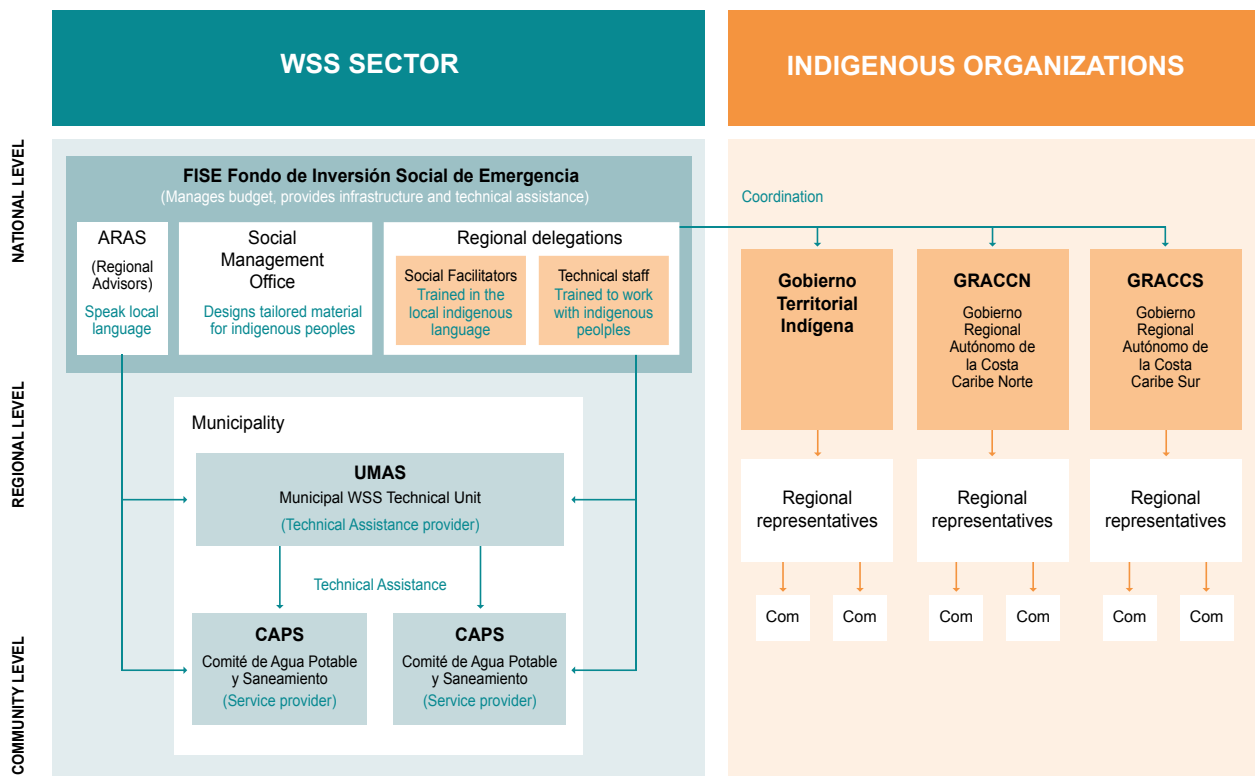 WSS SECTOR
INDIGENOUS ORGANIZATIONS
NATIONAL LEVEL
REGIONAL LEVEL
COMMUNITY LEVEL
FISE Fondo de Inversión Social de Emergencia
(Manages budget, provides infrastructure and technical assistance)
ARAS
(Regional
Advisors)
Speak local
language
Social
Management
Office
Designs tailored material
for indigenous peoples
Regional delegations
Social Facilitators
Trained in the
local indigenous
language
Technical staff
Trained to work
with indigenous
peolples
Municipality
UMAS
Municipal WSS Technical Unit
(Technical Assistance provider)
Technical Assistance
CAPS
Comité de Agua Potable
y Saneamiento
(Service provider)
CAPS
Comité de Agua Potable
y Saneamiento
(Service provider)
Coordination
Gobierno
Territorial
Indígena
GRACCN
Gobierno
Regional
Autónomo de
la Costa
Caribe Norte
GRACCS
Gobierno
Regional
Autónomo de
la Costa
Caribe Sur
Regional
representatives
Regional
representatives
Regional
representatives
Com
Com
Com
Com
Com
Com